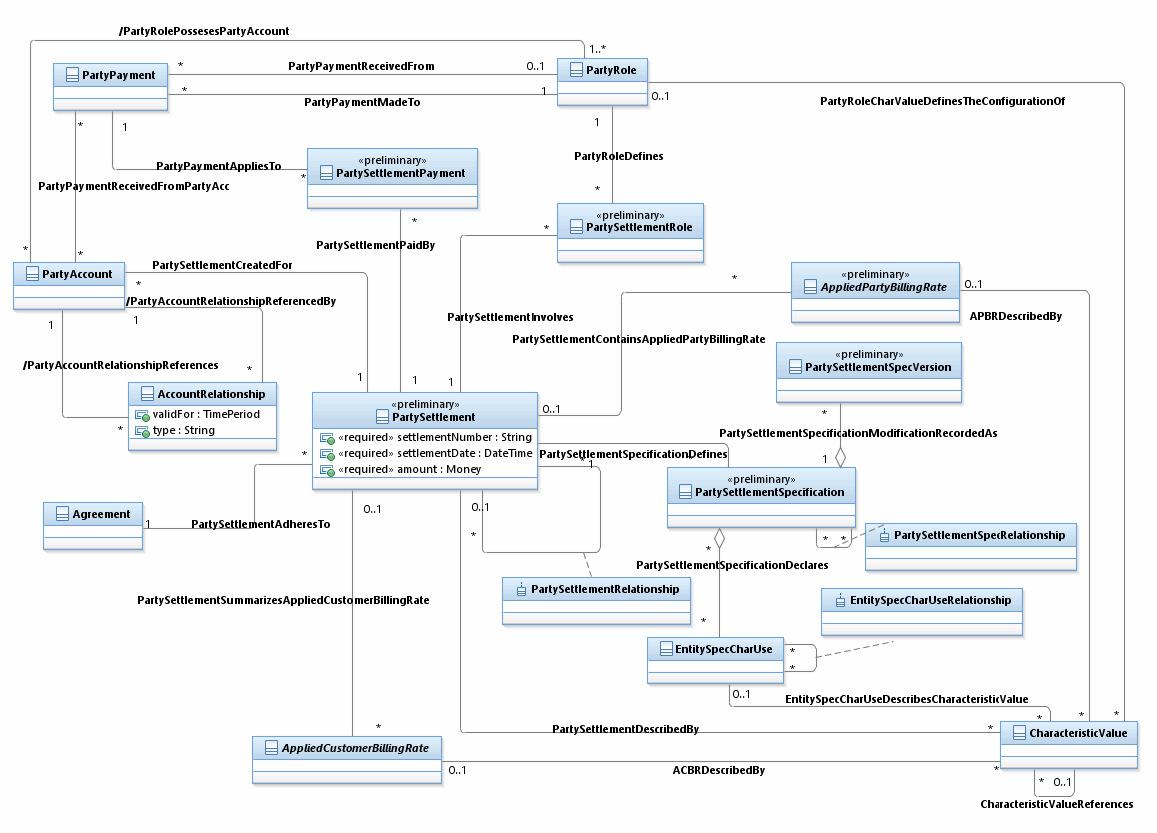 /PartyRolePossesesPartyAccount
1..*
PartyPayment
*
PartyPaymentReceivedFrom
0..1
PartyRole
*
PartyPaymentMadeTo
1
0..1
PartyRoleCharValueDefinesTheConfigurationOf
*
1
1
PartyPaymentAppliesTo
*
PartyPaymentReceivedFromPartyAcc
«preliminary»
PartySettlementPayment
PartyRoleDefines
*
«preliminary»
PartySettlementRole
*
*
PartySettlementPaidBy
*
*
PartyAccount
PartySettlementCreatedFor
*
/PartyAccountRelationshipReferencedBy
1
1
*
«preliminary»
AppliedPartyBillingRate
0..1
APBRDescribedBy
PartySettlementInvolves
PartySettlementContainsAppliedPartyBillingRate
«preliminary»
PartySettlementSpecVersion
/PartyAccountRelationshipReferences
*
1
1
1
AccountRelationship
validFor : TimePeriod
type : String
*
«preliminary»
PartySettlement
«required» settlementNumber : String
«required» settlementDate : DateTime
«required» amount : Money
0..1
*
PartySettlementSpecificationModificationRecordedAs
1
*
PartySettlementSpecificationDefines
*
1
«preliminary»
PartySettlementSpecification
Agreement
1
PartySettlementAdheresTo
0..1
0..1
*
*
*
PartySettlementSpecRelationship
*
PartySettlementSpecificationDeclares
PartySettlementRelationship
PartySettlementSummarizesAppliedCustomerBillingRate
EntitySpecCharUseRelationship
*
EntitySpecCharUse
*
*
0..1
EntitySpecCharUseDescribesCharacteristicValue
*
*
*
*
PartySettlementDescribedBy
*
CharacteristicValue
AppliedCustomerBillingRate
0..1
ACBRDescribedBy
*
*
0..1
CharacteristicValueReferences